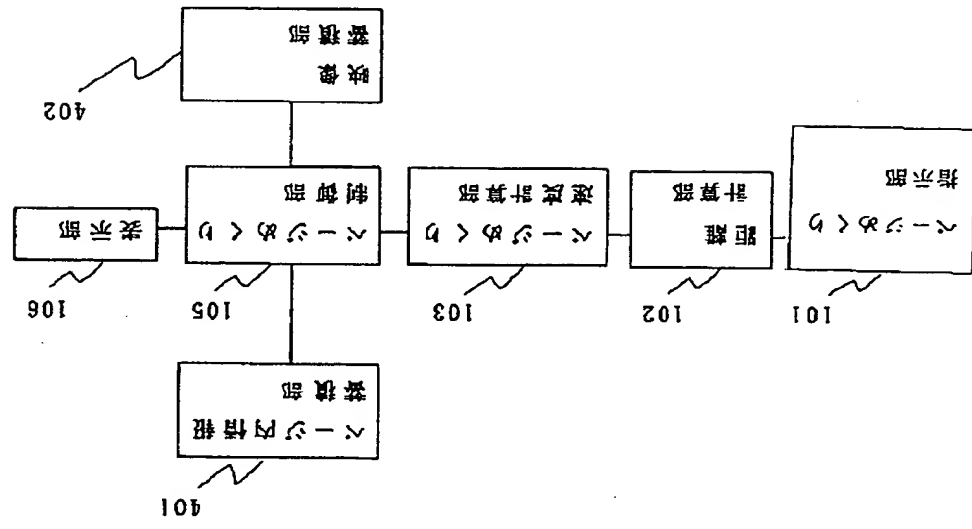 401
ページ内情報
蓄積部
101
ページめくり
指示部
102
距離
計算部
103
ページめくり
速度計算部
105
ページめくり
制御部
106
表示部
402
映像
蓄積部